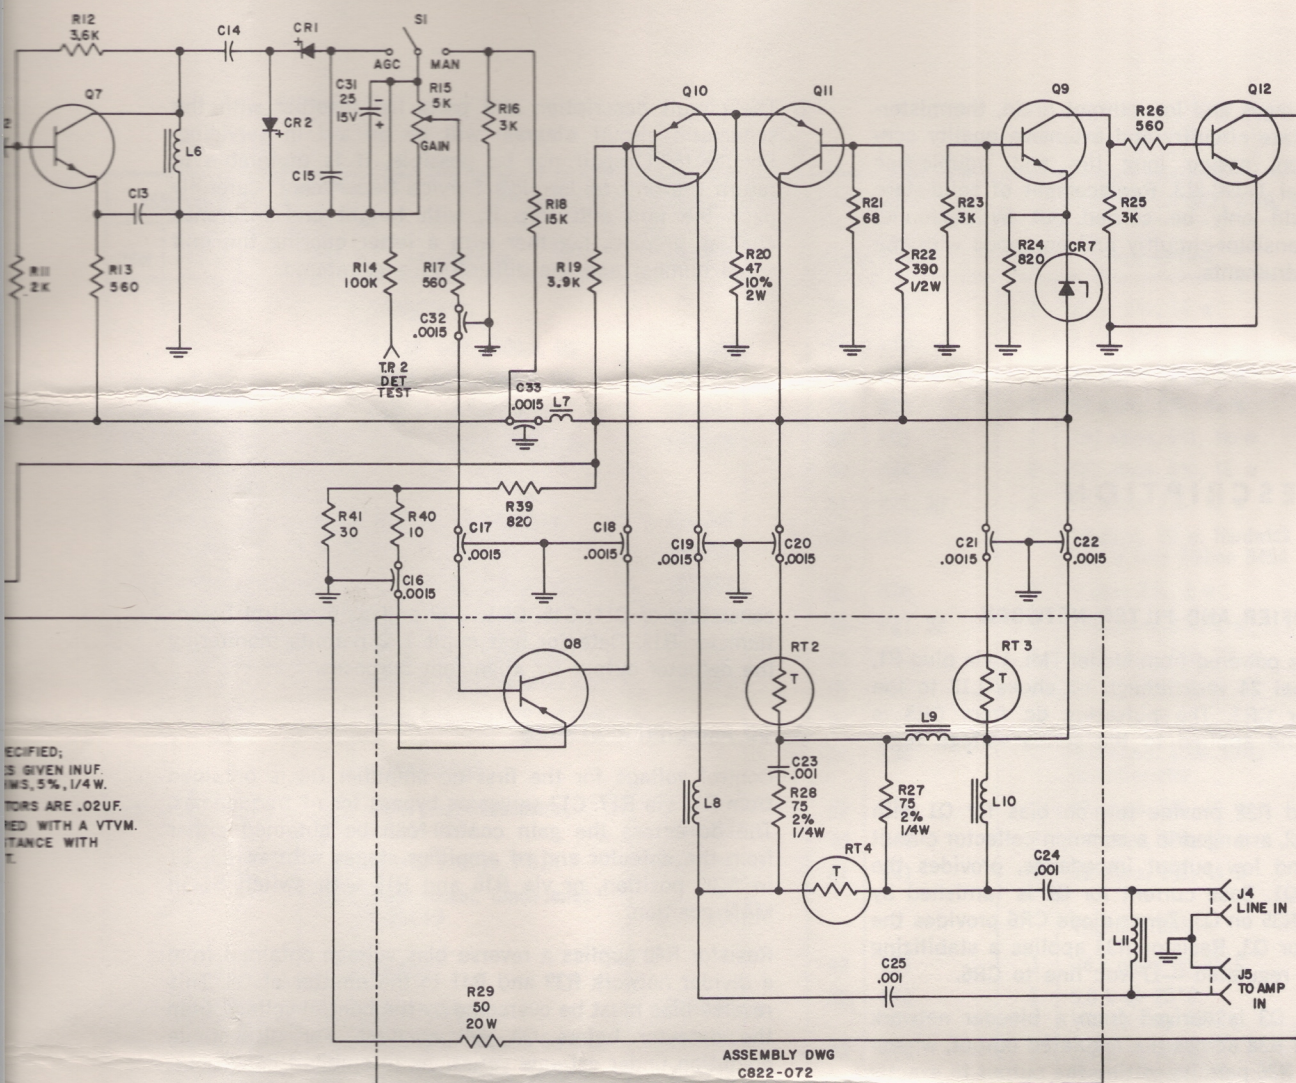 R12
3.6K
C14
CR1
S1
AGC
MAN
Q7
C31
25
15V
R15
5K
R16
3K
Q10
Q11
Q9
R26
560
Q12
CR2
L6
GAIN
C15
C13
R18
15K
R21
68
R23
3K
R25
3K
R24
820
CR7
R11
2K
R13
560
R14
100K
R17
560
R19
3.9K
R20
47
10%
2W
R22
390
1/2W
C32
.0015
T.P. 2
DET
TEST
C33
.0015
L7
R41
30
R40
10
R39
820
C17
.0015
C18
.0015
C19
.0015
C20
.0015
C21
.0015
C22
.0015
C16
.0015
Q8
RT2
T
RT3
T
L9
ECIFIED;
S GIVEN IN UF.
MS, 5%, 1/4 W.
TORS ARE .02UF.
RED WITH A VTVM.
STANCE WITH
T.
C23
.001
R28
75
2%
1/4W
R27
75
2%
1/4W
L8
L10
RT4
T
C24
.001
J4
LINE IN
L11
J5
TO AMP
IN
C25
.001
R29
50
20W
ASSEMBLY DWG
C822-072